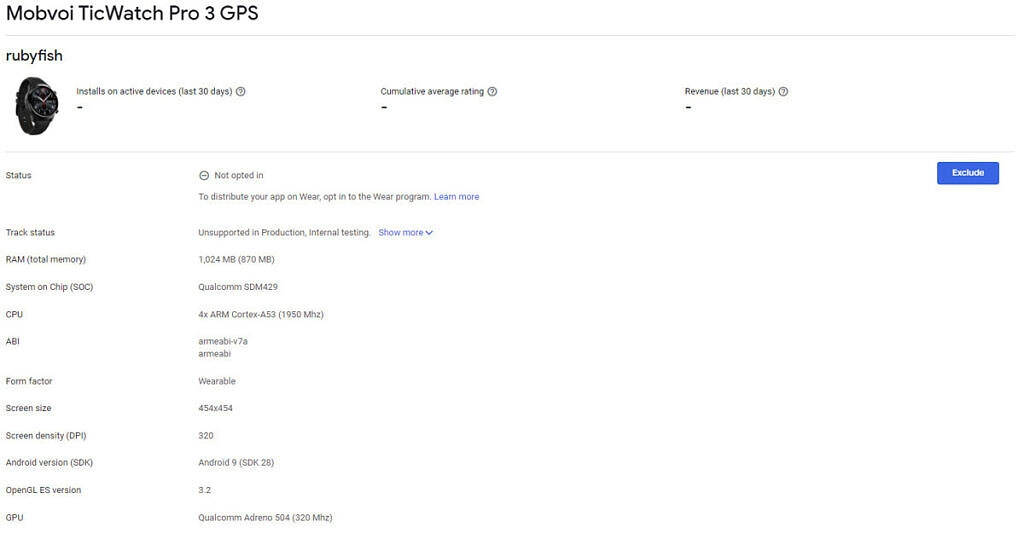 Mobvoi TicWatch Pro 3 GPS
rubyfish
Installs on active devices (last 30 days)
-
Cumulative average rating
-
Revenue (last 30 days)
-
Status
Not opted in
Exclude
To distribute your app on Wear, opt in to the Wear program. Learn more
Track status Unsupported in Production, Internal testing. Show more
RAM (total memory) 1,024 MB (870 MB)
System on Chip (SOC) Qualcomm SDM429
CPU 4x ARM Cortex-A53 (1950 Mhz)
ABI armeabi-v7a
armeabi
Form factor Wearable
Screen size 454x454
Screen density (DPI) 320
Android version (SDK) Android 9 (SDK 28)
OpenGL ES version 3.2
GPU Qualcomm Adreno 504 (320 Mhz)